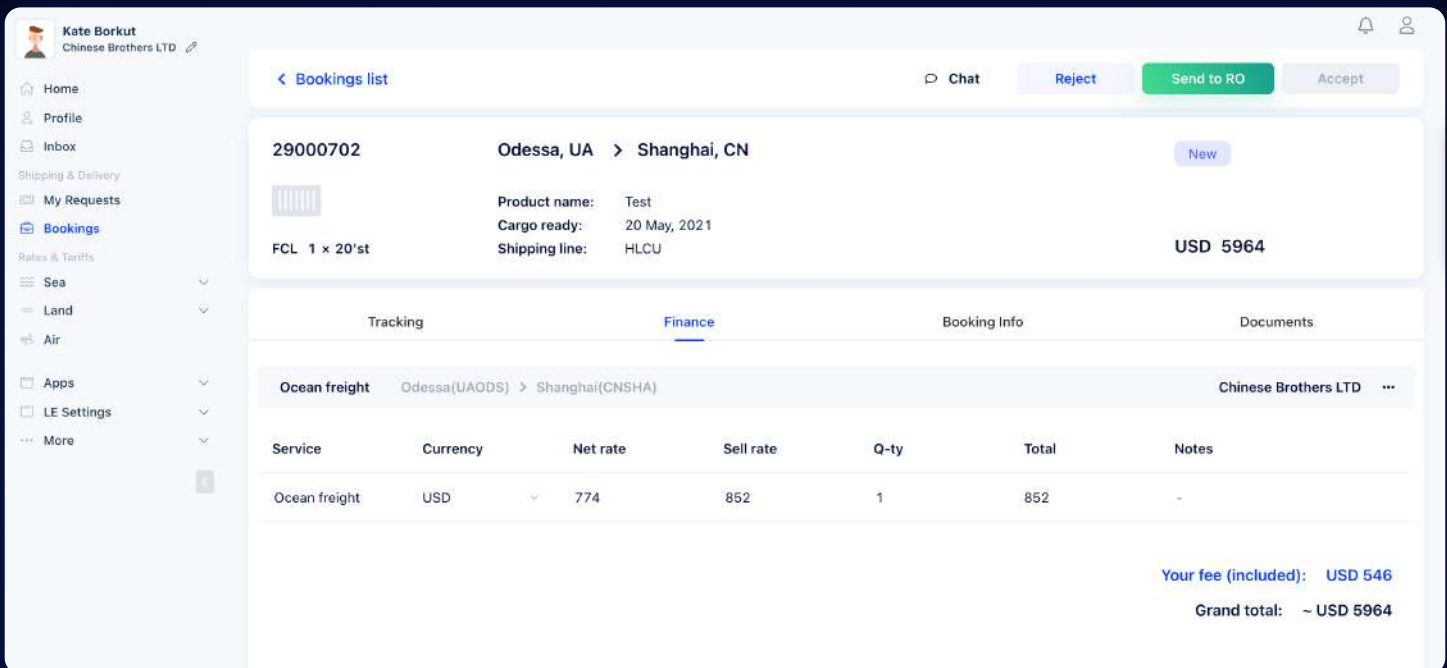 Kate Borkut
Chinese Brothers LTD
Home
Profile
Inbox
Shipping & Delivery
My Requests
Bookings
Rates & Tariffs
Sea
Land
Air
Apps
LE Settings
More
Bookings list
Chat
Reject
Send to RO
Accept
29000702
Odessa, UA > Shanghai, CN
New
Product name: Test
Cargo ready: 20 May, 2021
FCL 1 × 20'st
Shipping line: HLCU
USD 5964
Tracking Finance Booking Info Documents
Ocean freight Odessa(UAODS) > Shanghai(CNSHA) Chinese Brothers LTD ···
Service Currency Net rate Sell rate Q-ty Total Notes
Ocean freight USD 774 852 1 852 -
Your fee (included): USD 546
Grand total: ~ USD 5964